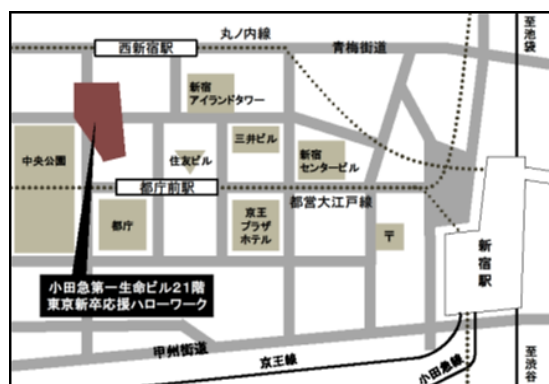 丸ノ内線
西新宿駅
青梅街道
至池袋
新宿
アイランドタワー
三井ビル
新宿
センタービル
中央公園
住友ビル
都庁前駅
都営大江戸線
都庁
京王
プラザ
ホテル
〒
新宿駅
小田急第一生命ビル21階
東京新卒応援ハローワーク
甲州街道
京王線
小田急線
至渋谷